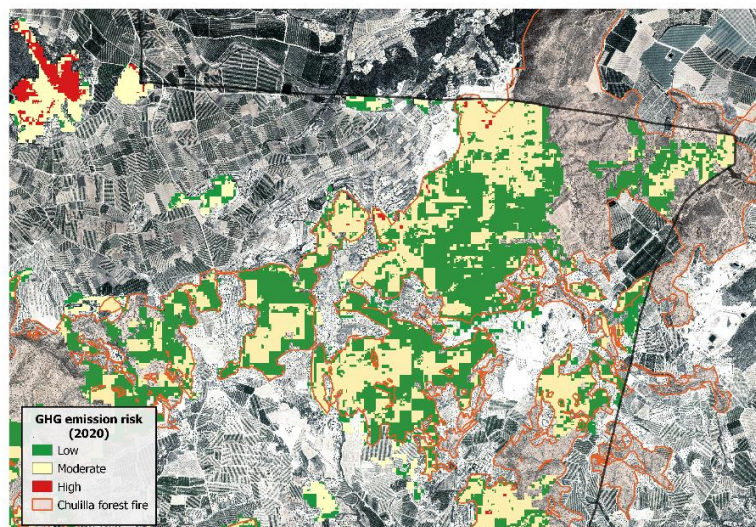 GHG emission risk
(2020)
Low
Moderate
High
Chulilla forest fire